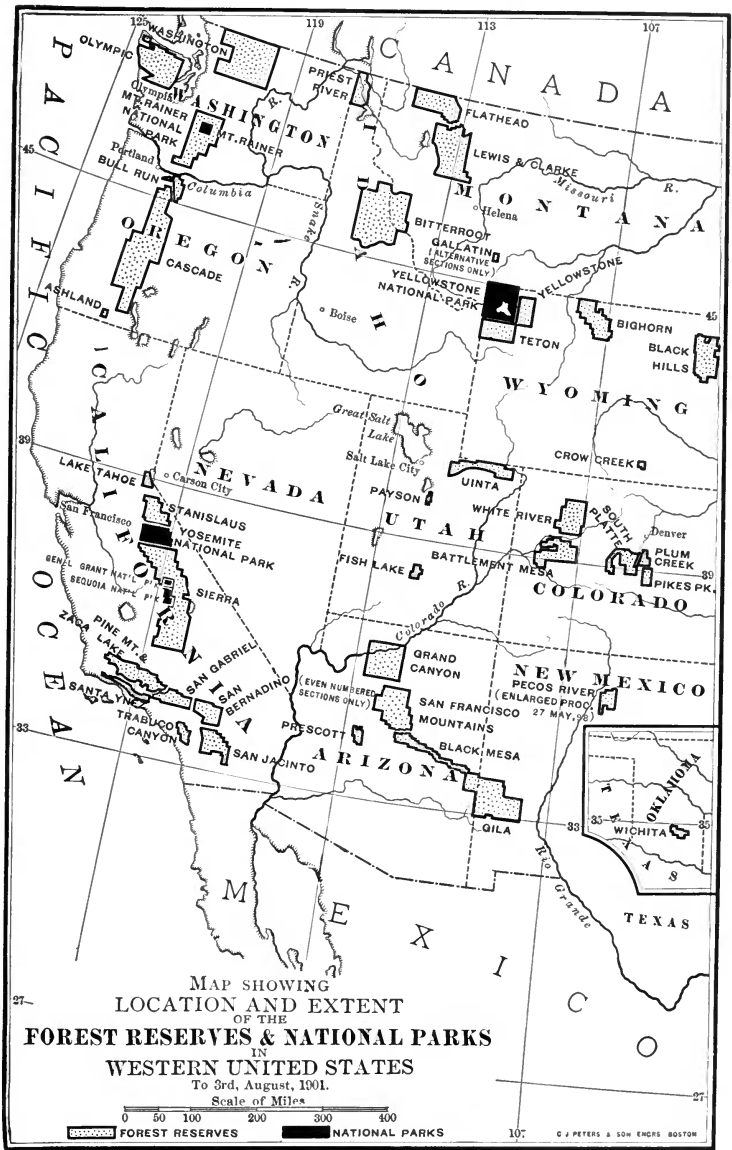 125
119
113
107
CANADA
PACIFIC OCEAN
WASHINGTON
OLYMPIC
Olympia
MT. RAINER
NATIONAL
PARK
WASHINGTON
R.
MT. RAINER
PRIEST
RIVER
FLATHEAD
LEWIS & CLARKE
Missouri R.
MONTANA
Helena
IDAHO
45
Portland
BULL RUN
Columbia
Snake R.
OREGON
CASCADE
ASHLAND
BITTERROOT
GALLATIN
(ALTERNATIVE
SECTIONS ONLY)
YELLOWSTONE
NATIONAL PARK
YELLOWSTONE
TETON
45
BIGHORN
BLACK
HILLS
Boise
WYOMING
CROW CREEK
Great Salt
Lake
Salt Lake City
39
LAKE TAHOE
Carson City
NEVADA
UINTA
PAYSON
UTAH
WHITE RIVER
SOUTH
PLATTE
Denver
PLUM
CREEK
39
PIKES PK.
BATTLEMENT MESA
COLORADO
FISH LAKE
CALIFORNIA
San Francisco
STANISLAUS
YOSEMITE
NATIONAL PARK
GEN'L GRANT NAT'L
SEQUOIA NAT'L P'K
SIERRA
Colorado R.
PINE MT. &
ZACA LAKE
SAN GABRIEL
SAN
BERNADINO
SANTA YNEZ
TRABUCO
CANYON
SAN JACINTO
33
GRAND
CANYON
(EVEN NUMBERED
SECTIONS ONLY)
SAN FRANCISCO
MOUNTAINS
PRESCOTT
BLACK MESA
ARIZONA
GILA
NEW MEXICO
PECOS RIVER
(ENLARGED PROC.
27 MAY, 98)
33
Rio Grande
OKLAHOMA
TEXAS
35
35
WICHITA
TEXAS
MEXICO
27
27
107
MAP SHOWING
LOCATION AND EXTENT
OF THE
FOREST RESERVES & NATIONAL PARKS
IN
WESTERN UNITED STATES
To 3rd, August, 1901.
Scale of Miles
0 50 100 200 300 400
FOREST RESERVES NATIONAL PARKS
C J PETERS & SON ENGRS BOSTON